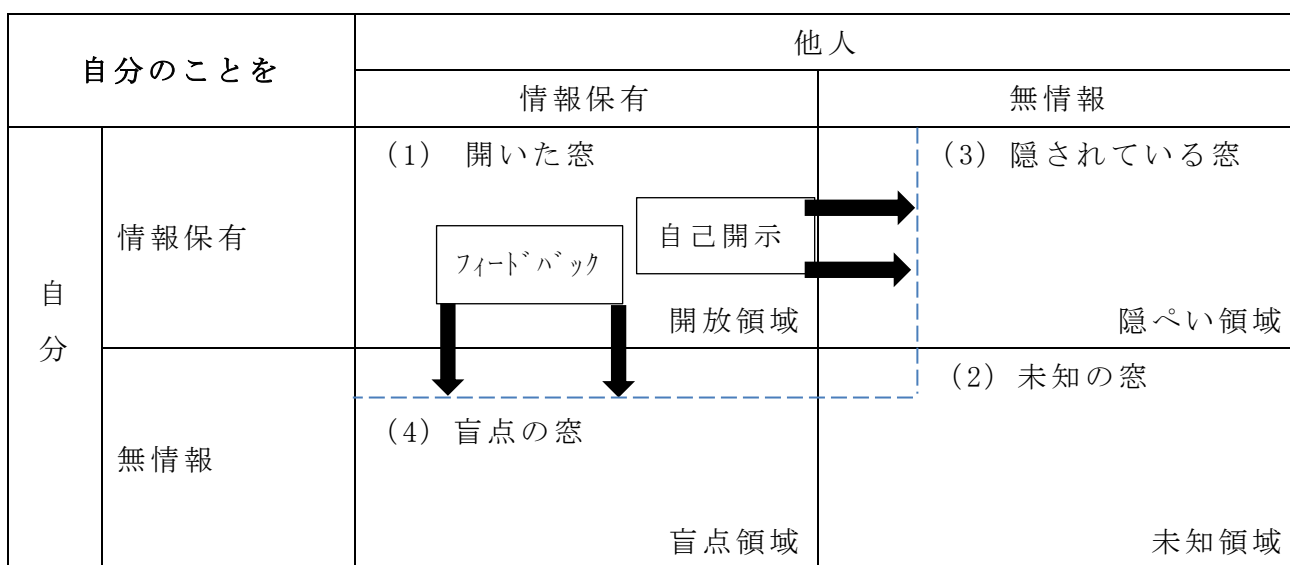 自分のことを
他人
情報保有
無情報
自分
情報保有
(1) 開いた窓
(3) 隠されている窓
自己開示
フィードバック
開放領域
隠ぺい領域
(2) 未知の窓
無情報
(4) 盲点の窓
盲点領域
未知領域